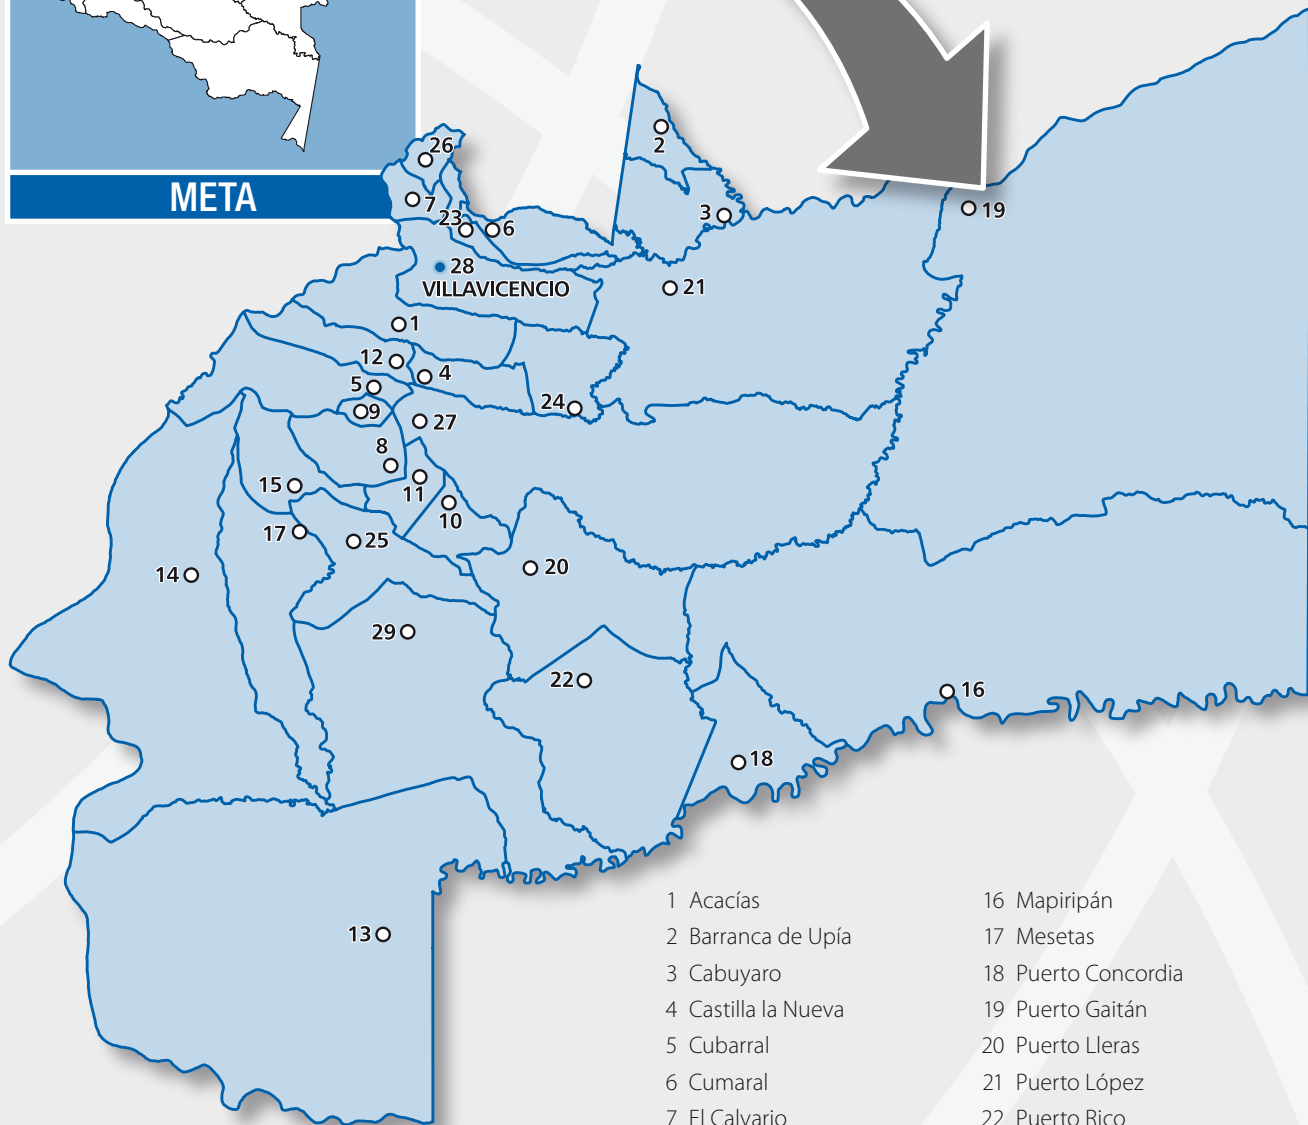 META
26
2
7
3
19
23
6
28
VILLAVICENCIO
21
1
12
4
5
24
9
27
8
15
11
10
17
25
14
20
29
22
16
18
13
1 Acacías
2 Barranca de Upía
3 Cabuyaro
4 Castilla la Nueva
5 Cubarral
6 Cumaral
7 El Calvario
16 Mapiripán
17 Mesetas
18 Puerto Concordia
19 Puerto Gaitán
20 Puerto Lleras
21 Puerto López
22 Puerto Rico